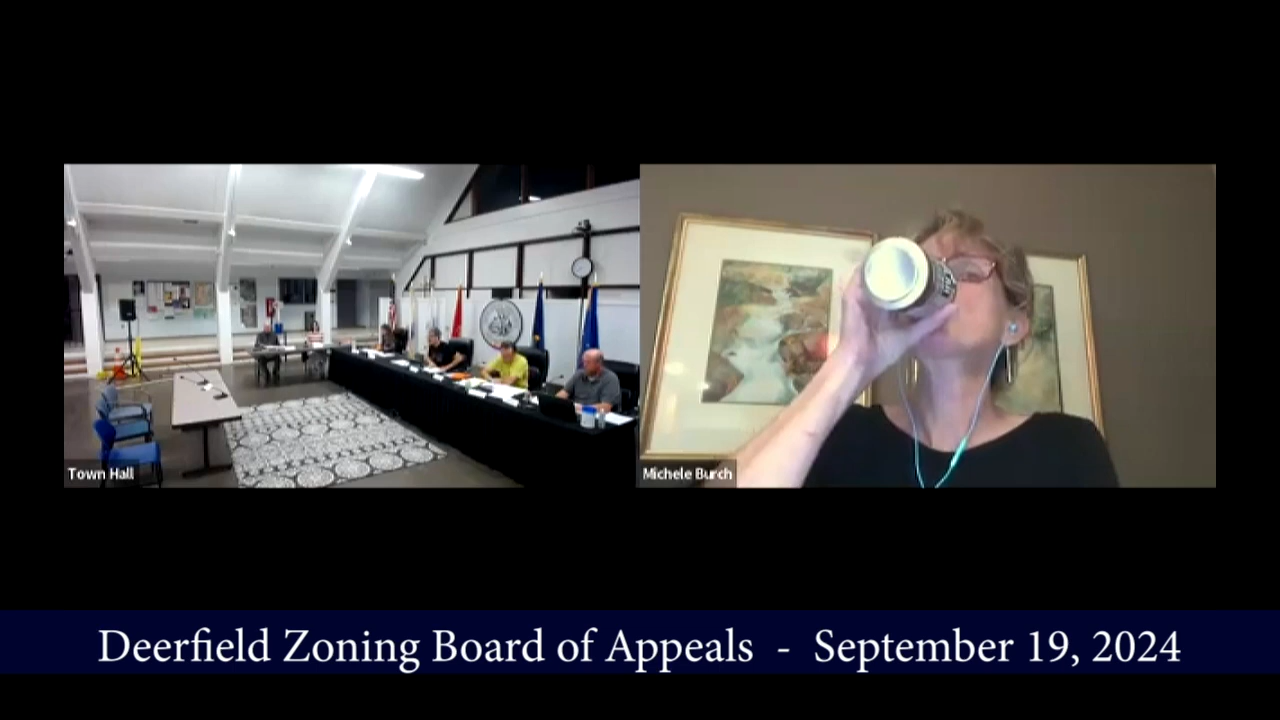 Town Hall
Michele Burch
Deerfield Zoning Board of Appeals - September 19, 2024